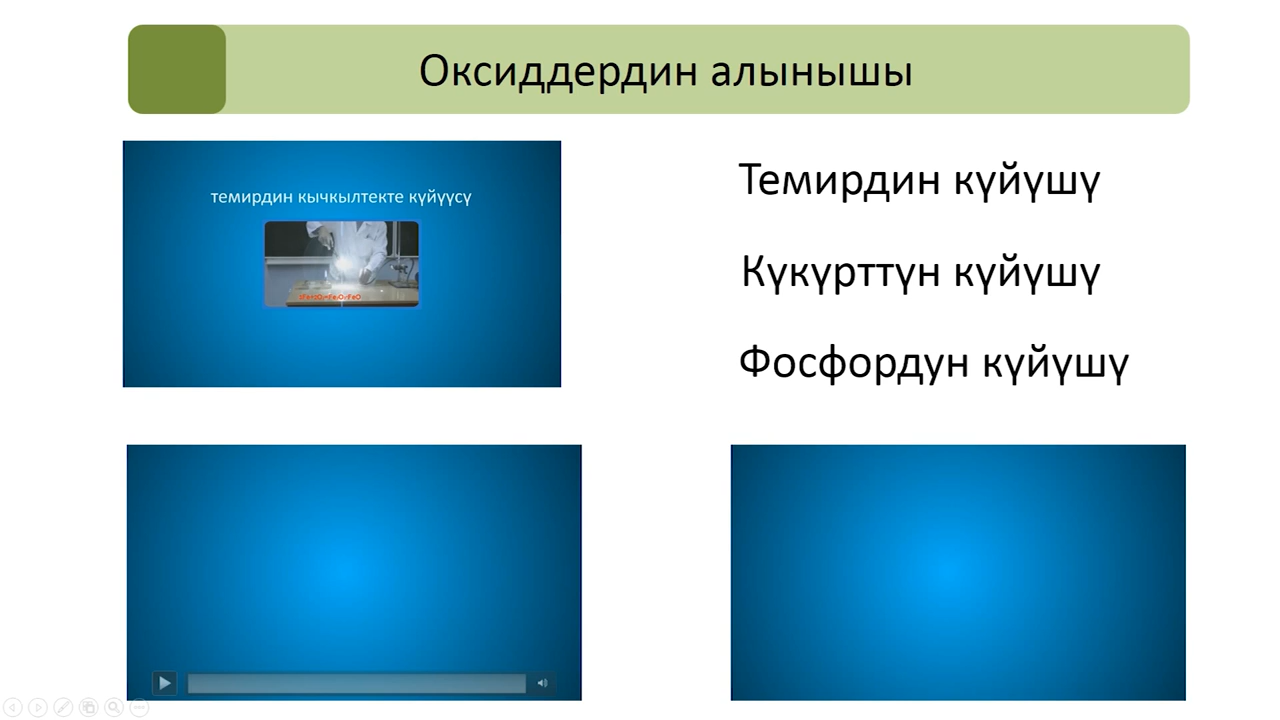 Оксиддердин алынышы
темирдин кычкылтекте күйүүсү
Темирдин күйүшү
Күкүрттүн күйүшү
Фосфордун күйүшү